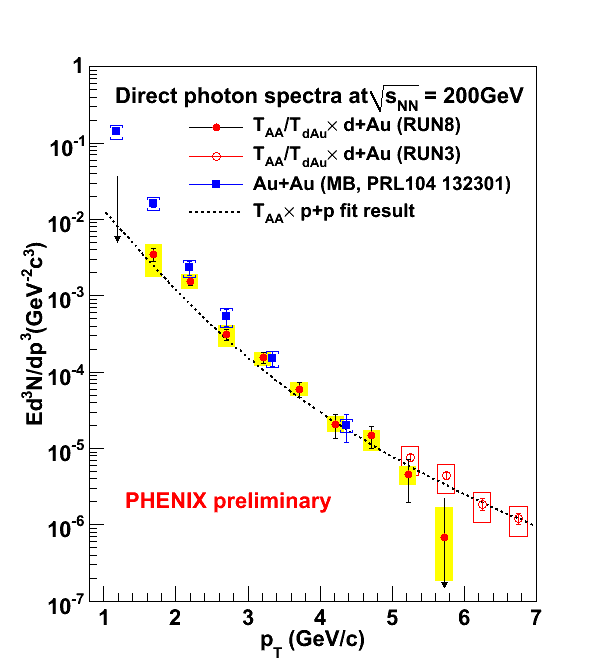 Direct photon spectra at √s_NN = 200GeV
T_AA/T_dAu × d+Au (RUN8)
T_AA/T_dAu × d+Au (RUN3)
Au+Au (MB, PRL104 132301)
T_AA × p+p fit result
Ed³N/dp³(GeV⁻²c³)
1
10⁻¹
10⁻²
10⁻³
10⁻⁴
10⁻⁵
10⁻⁶
10⁻⁷
PHENIX preliminary
1 2 3 4 5 6 7
p_T (GeV/c)